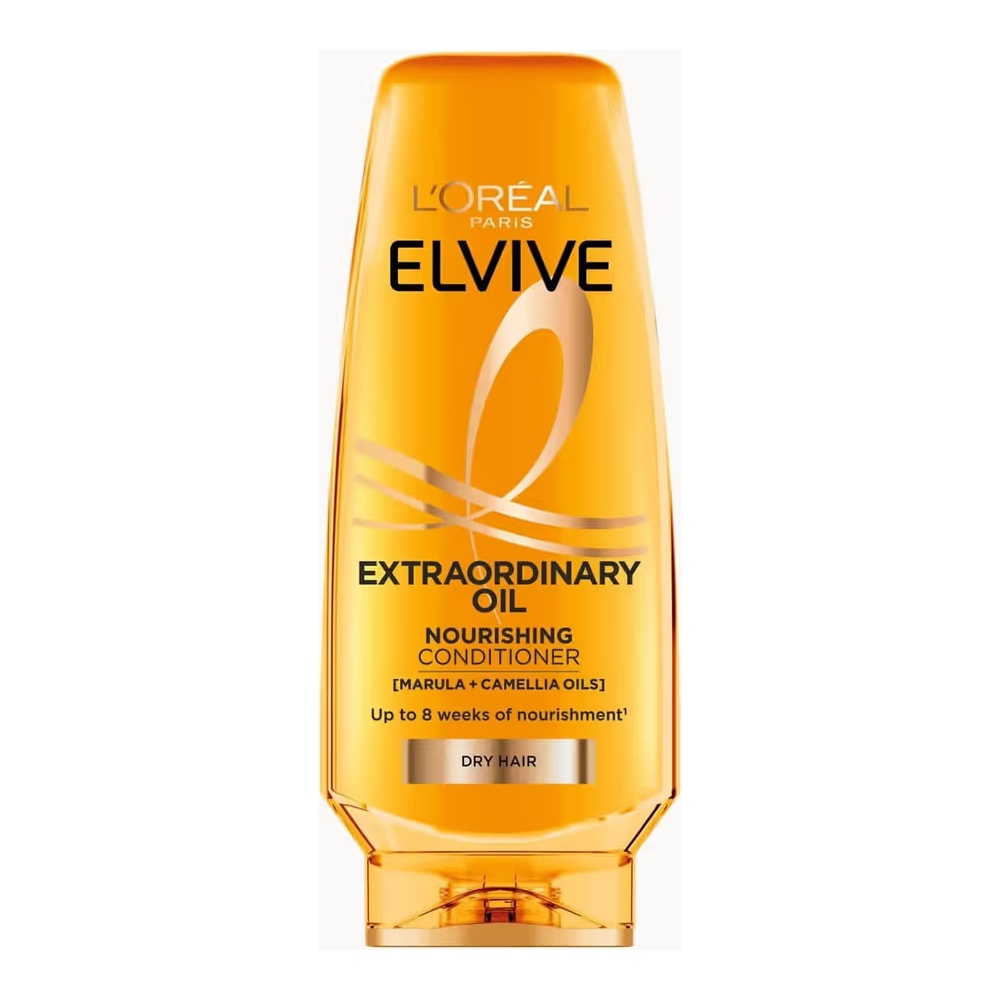 L'ORÉAL
PARIS
ELVIVE
EXTRAORDINARY
OIL
NOURISHING
CONDITIONER
[MARULA + CAMELLIA OILS]
Up to 8 weeks of nourishment¹
DRY HAIR